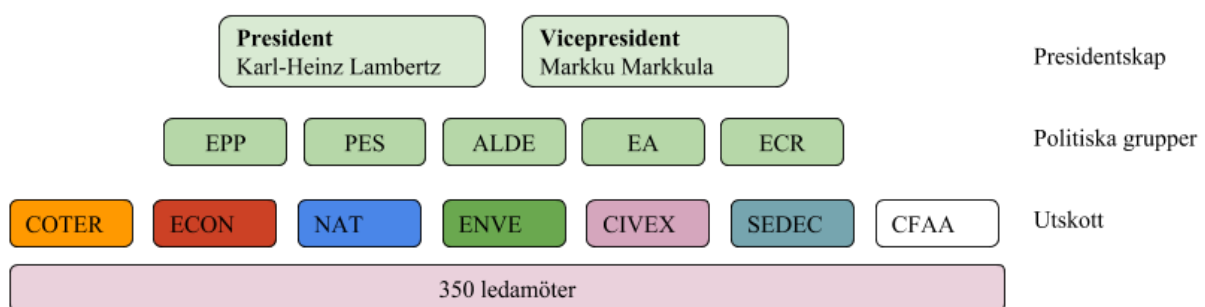 President
Karl-Heinz Lambertz
Vicepresident
Markku Markkula
Presidentskap
EPP PES ALDE EA ECR Politiska grupper
COTER ECON NAT ENVE CIVEX SEDEC CFAA Utskott
350 ledamöter